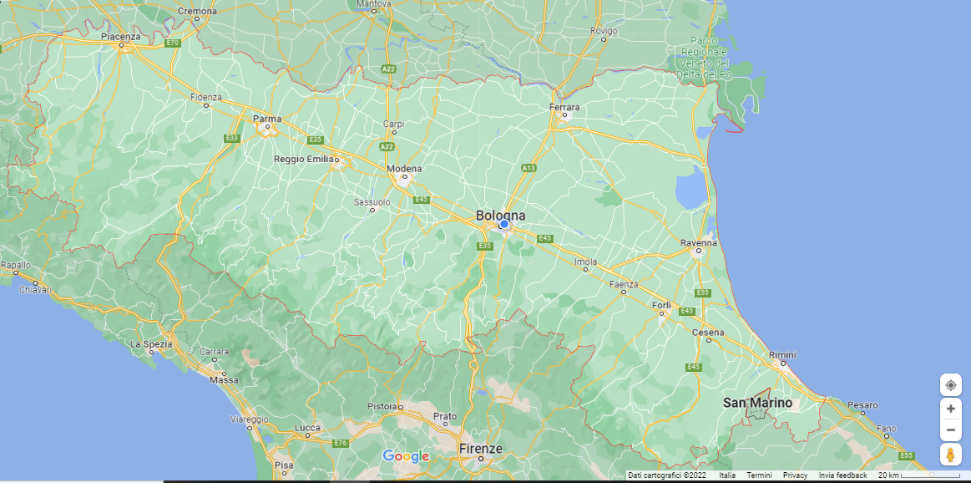 Mantova
Cremona
Rovigo
Piacenza
E70
Parco
Regionale
Veneto del
Delta del Po
A22
Fidenza
Ferrara
Parma
Carpi
E33
E35
A22
Reggio Emilia
Modena
A13
Sassuolo
E45
Bologna
E45
E35
Ravenna
Rapallo
Imola
Chiavari
Faenza
E55
Forlì
E45
Cesena
La Spezia
Carrara
Rimini
Massa
E45
San Marino
Pistoia
Prato
Pesaro
Viareggio
Lucca
Fano
E76
Firenze
Google
E55
Pisa
Dati cartografici ©2022 Italia Termini Privacy Invia feedback 20 km